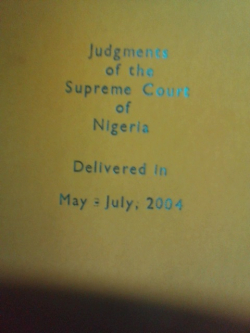 Judgments
of the
Supreme Court
of
Nigeria
Delivered in
May - July, 2004